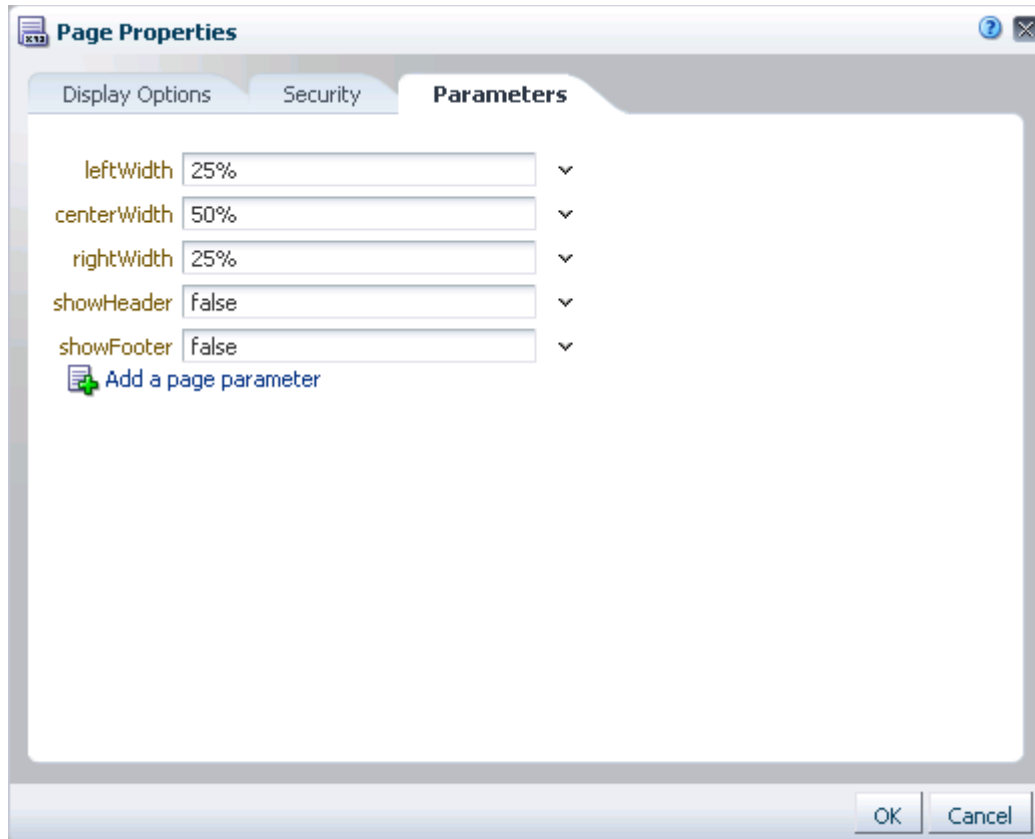 Page Properties
Display Options Security Parameters
leftWidth 25%
centerWidth 50%
rightWidth 25%
showHeader false
showFooter false
Add a page parameter
OK Cancel